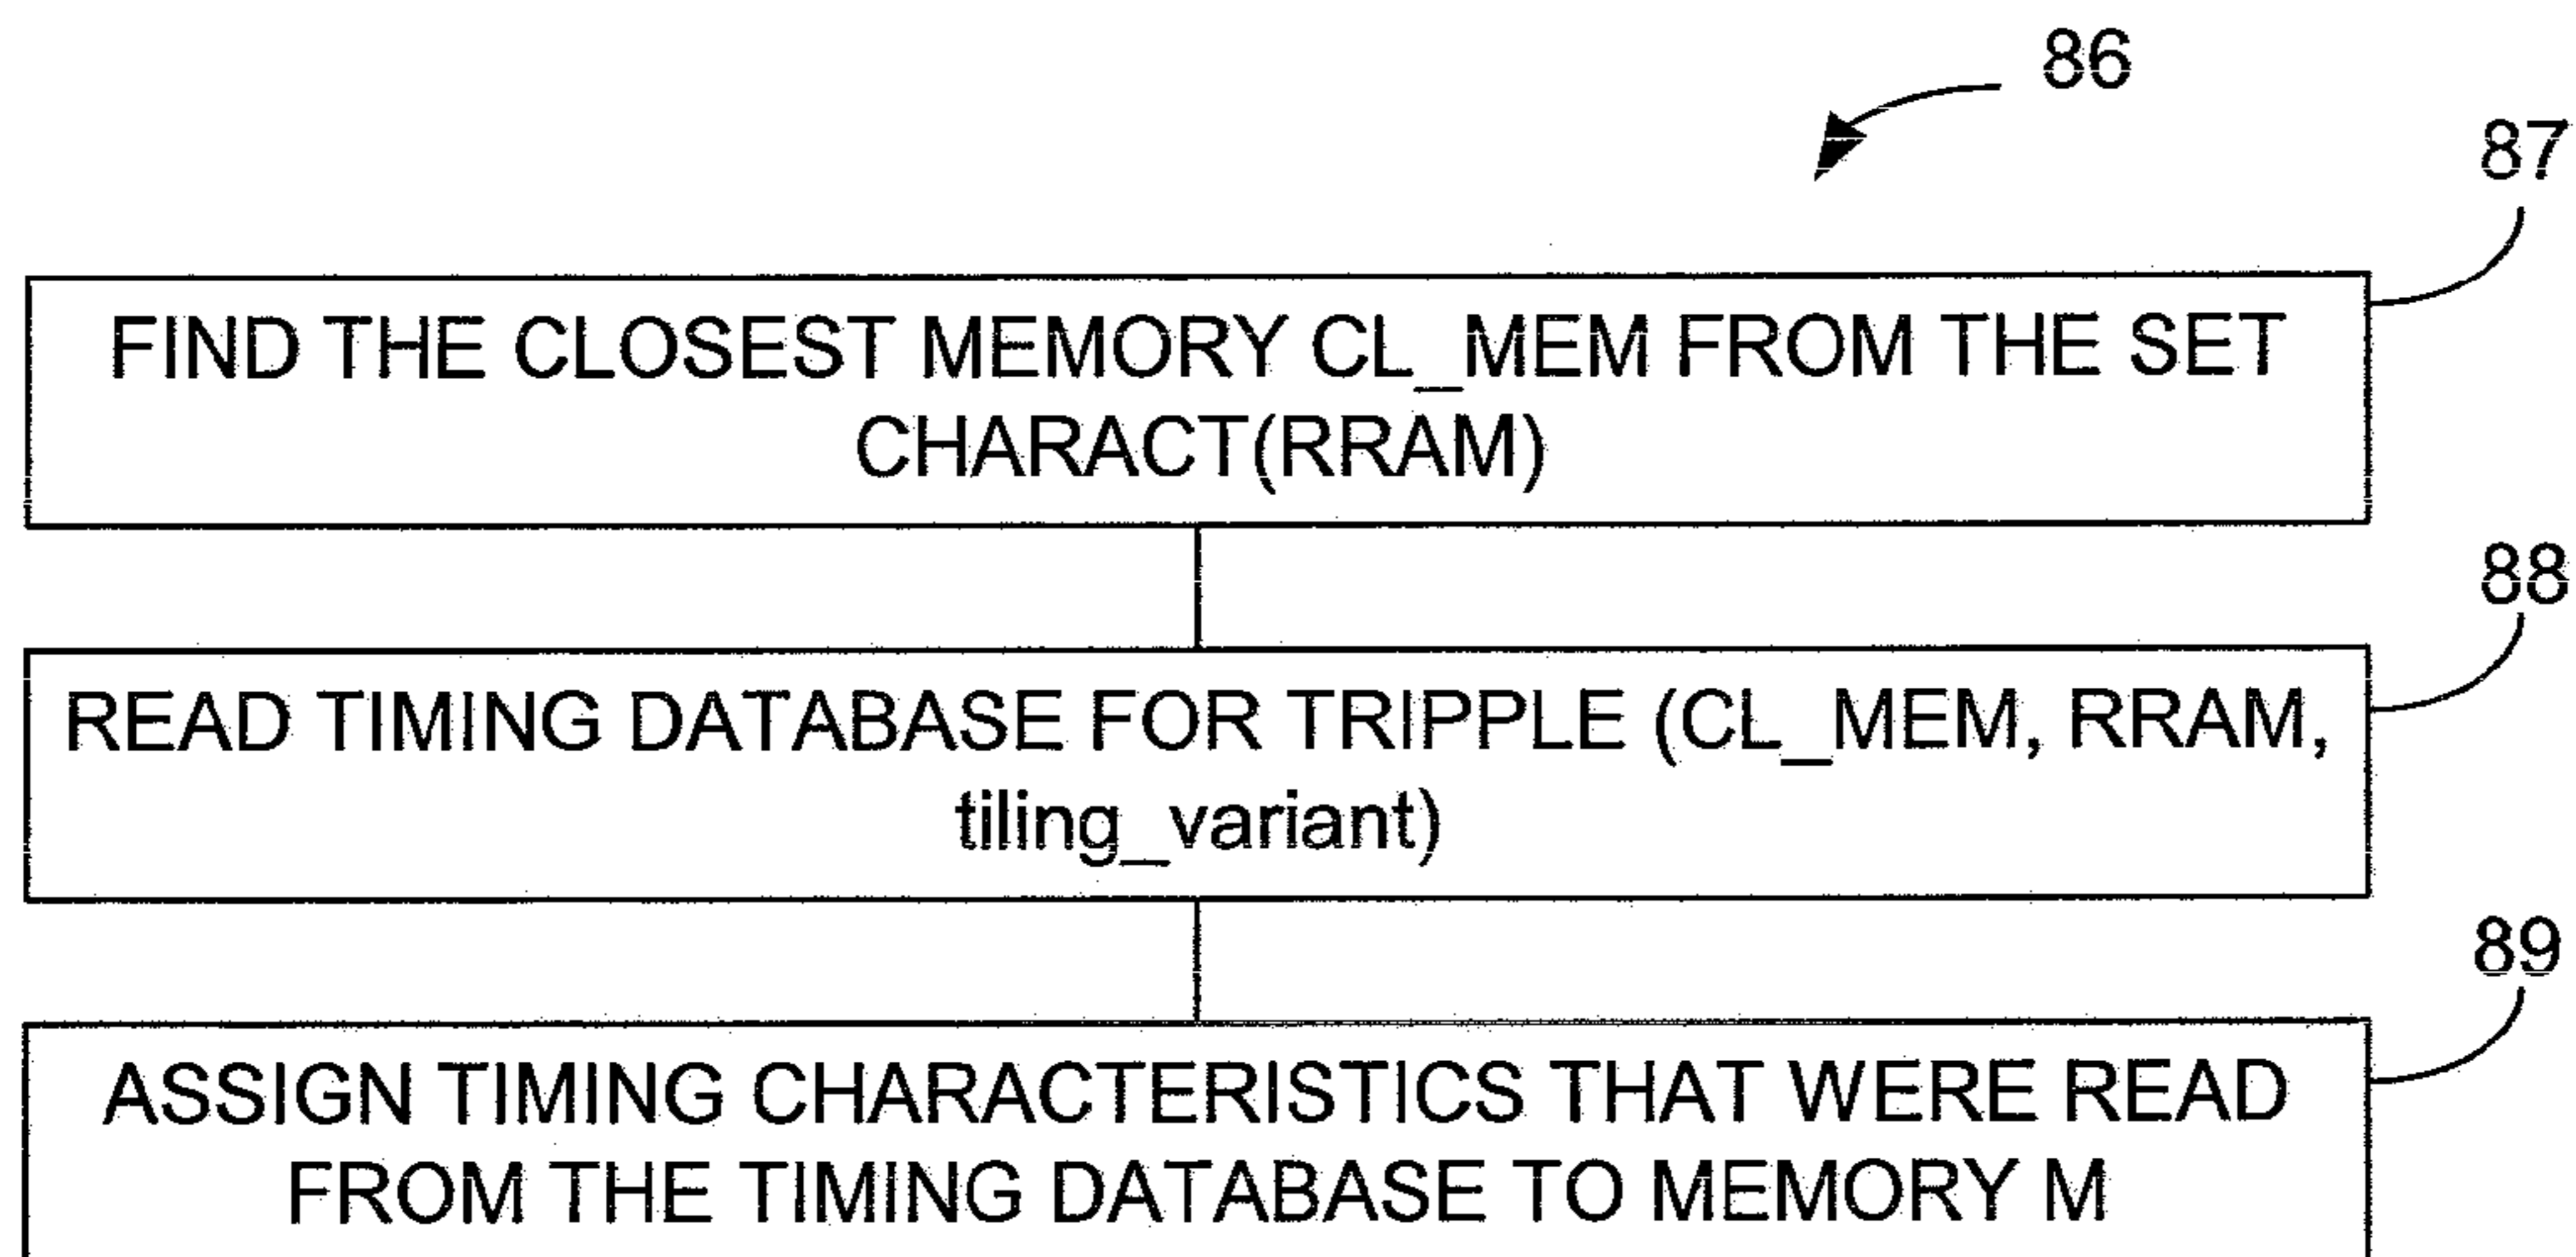 86
87
FIND THE CLOSEST MEMORY CL_MEM FROM THE SET
CHARACT(RRAM)
88
READ TIMING DATABASE FOR TRIPPLE (CL_MEM, RRAM,
tiling_variant)
89
ASSIGN TIMING CHARACTERISTICS THAT WERE READ
FROM THE TIMING DATABASE TO MEMORY M